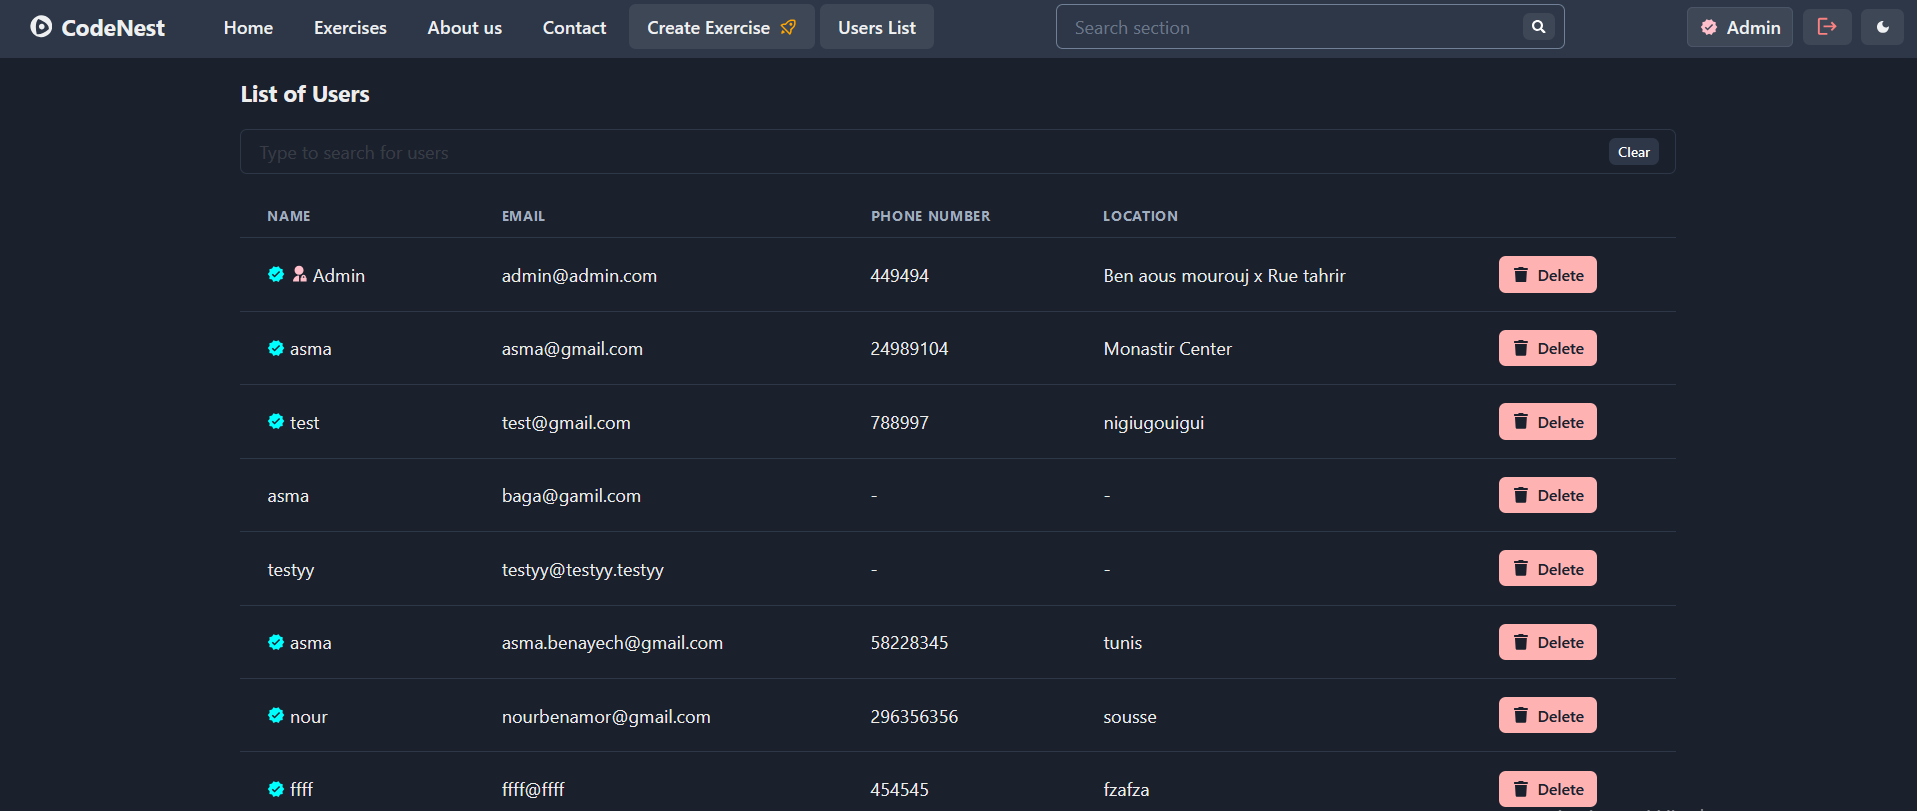 CodeNest Home Exercises About us Contact Create Exercise Users List Search section Admin
List of Users
Type to search for users Clear
NAME EMAIL PHONE NUMBER LOCATION
Admin admin@admin.com 449494 Ben aous mourouj x Rue tahrir Delete
asma asma@gmail.com 24989104 Monastir Center Delete
test test@gmail.com 788997 nigiugouigui Delete
asma baga@gamil.com - - Delete
testyy testyy@testyy.testyy - - Delete
asma asma.benayech@gmail.com 58228345 tunis Delete
nour nourbenamor@gmail.com 296356356 sousse Delete
ffff ffff@ffff 454545 fzafza Delete